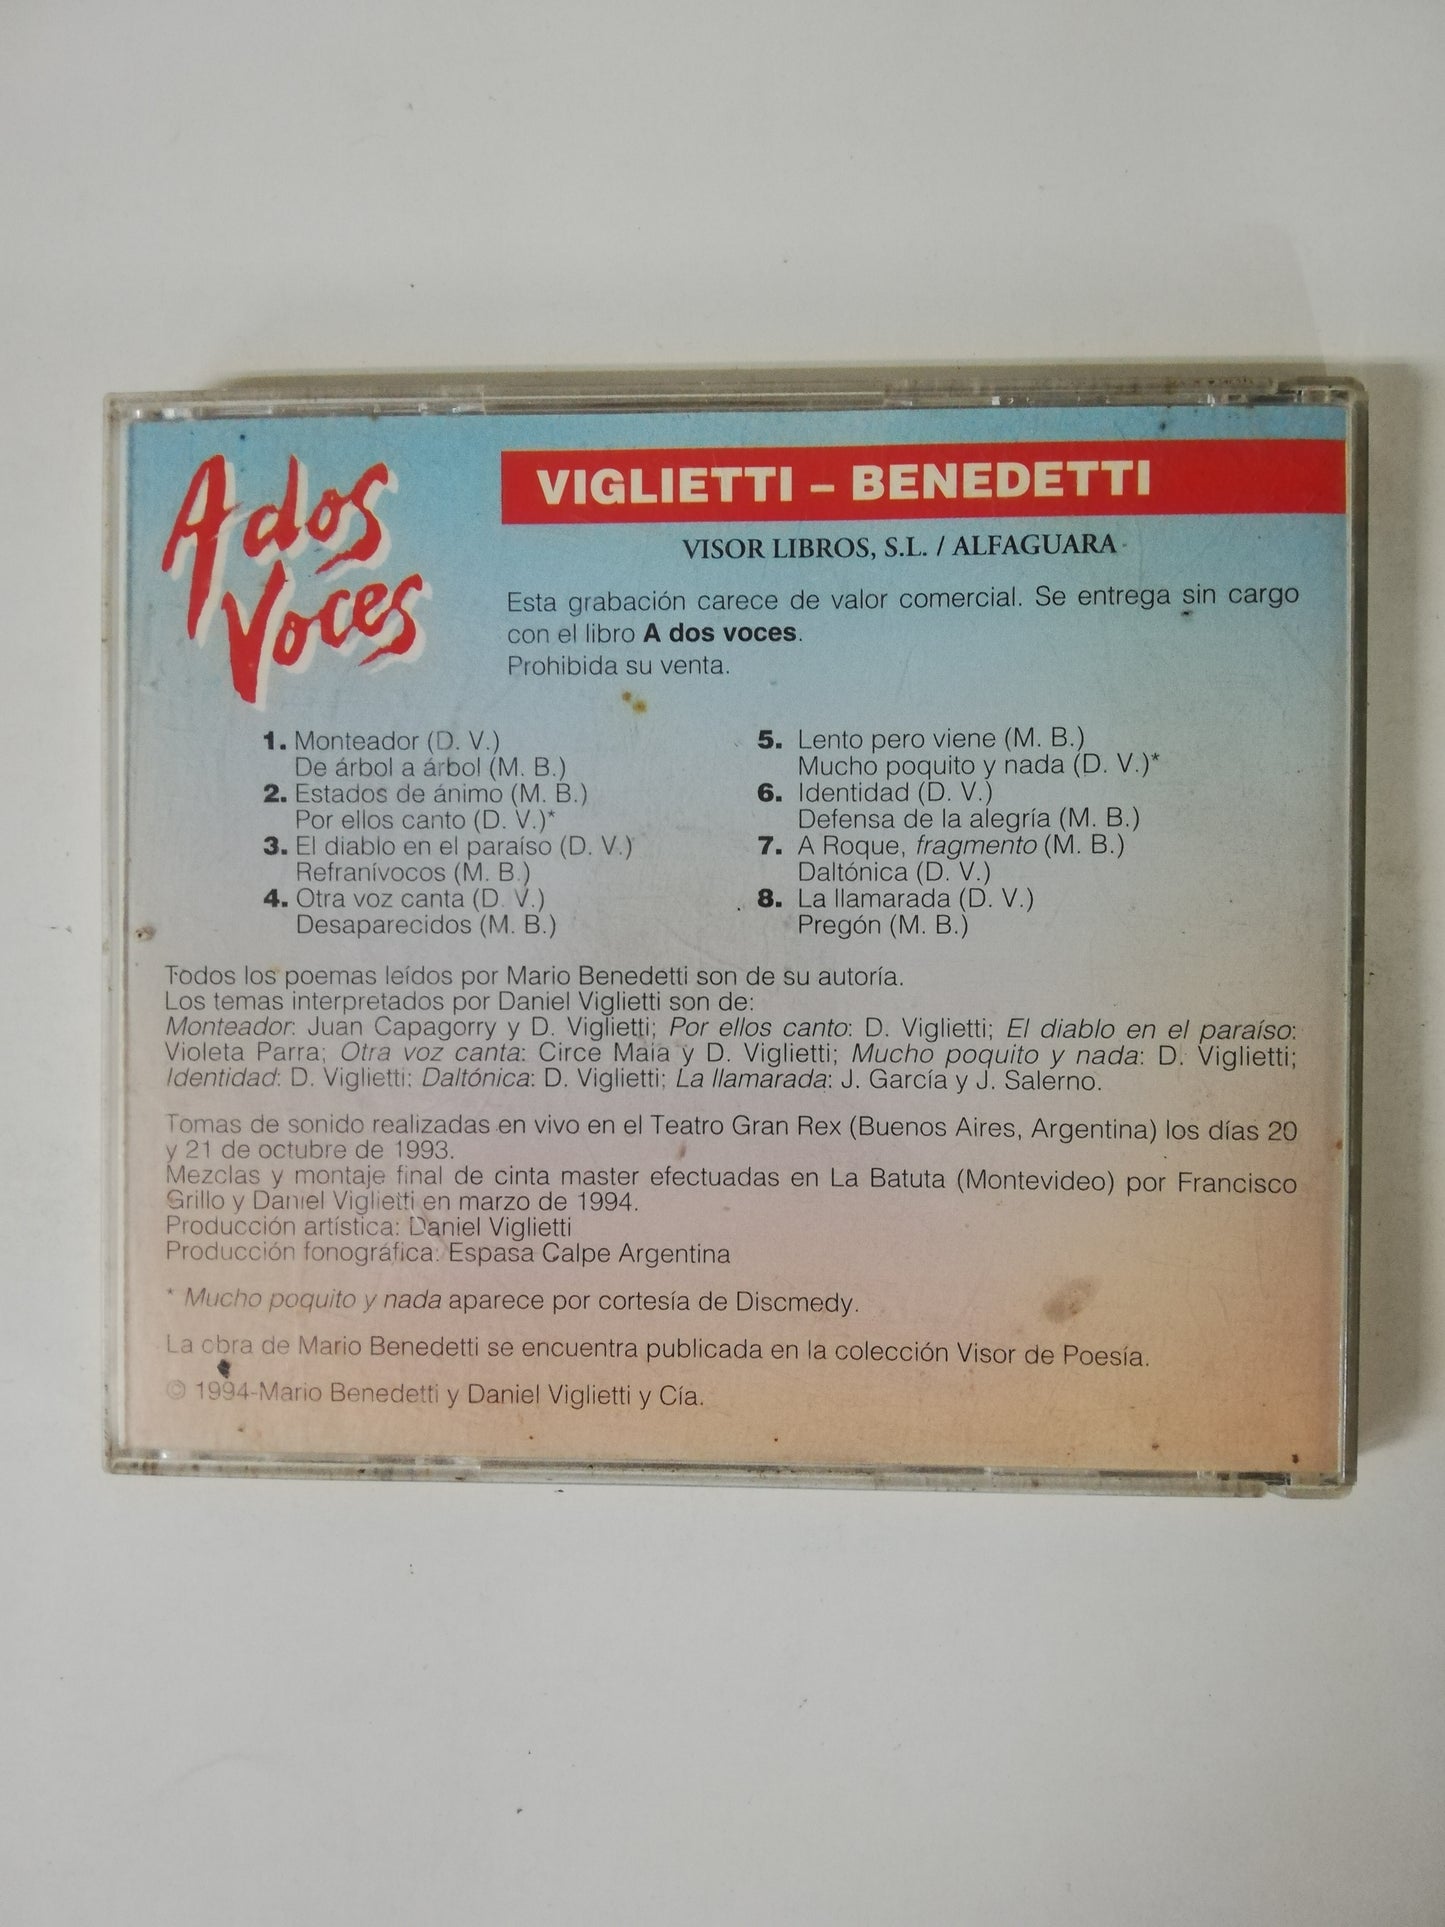 A dos
Voces
VIGLIETTI – BENEDETTI
VISOR LIBROS, S.L. / ALFAGUARA
Esta grabación carece de valor comercial. Se entrega sin cargo
con el libro A dos voces.
Prohibida su venta.
1. Monteador (D. V.)
De árbol a árbol (M. B.)
2. Estados de ánimo (M. B.)
Por ellos canto (D. V.)*
3. El diablo en el paraíso (D. V.)
Refranívocos (M. B.)
4. Otra voz canta (D. V.)
Desaparecidos (M. B.)
5. Lento pero viene (M. B.)
Mucho poquito y nada (D. V.)*
6. Identidad (D. V.)
Defensa de la alegría (M. B.)
7. A Roque, fragmento (M. B.)
Daltónica (D. V.)
8. La llamarada (D. V.)
Pregón (M. B.)
Todos los poemas leídos por Mario Benedetti son de su autoría.
Los temas interpretados por Daniel Viglietti son de:
Monteador: Juan Capagorry y D. Viglietti; Por ellos canto: D. Viglietti; El diablo en el paraíso:
Violeta Parra; Otra voz canta: Circe Maia y D. Viglietti; Mucho poquito y nada: D. Viglietti;
Identidad: D. Viglietti; Daltónica: D. Viglietti; La llamarada: J. García y J. Salerno.
Tomas de sonido realizadas en vivo en el Teatro Gran Rex (Buenos Aires, Argentina) los días 20
y 21 de octubre de 1993.
Mezclas y montaje final de cinta master efectuadas en La Batuta (Montevideo) por Francisco
Grillo y Daniel Viglietti en marzo de 1994.
Producción artística: Daniel Viglietti
Producción fonográfica: Espasa Calpe Argentina
* Mucho poquito y nada aparece por cortesía de Discmedy.
La obra de Mario Benedetti se encuentra publicada en la colección Visor de Poesía.
© 1994-Mario Benedetti y Daniel Viglietti y Cía.